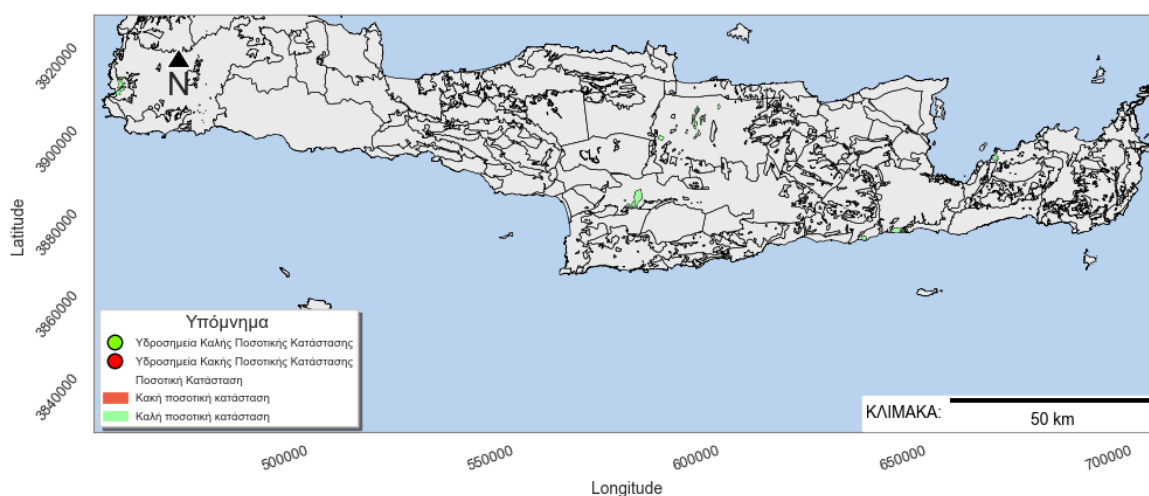 3920000
3900000
3880000
3860000
3840000
Latitude
N
Υπόμνημα
Υδροσημεία Καλής Ποσοτικής Κατάστασης
Υδροσημεία Κακής Ποσοτικής Κατάστασης
Ποσοτική Κατάσταση
Κακή ποσοτική κατάσταση
Καλή ποσοτική κατάσταση
ΚΛΙΜΑΚΑ:
50 km
500000
550000
600000
650000
700000
Longitude